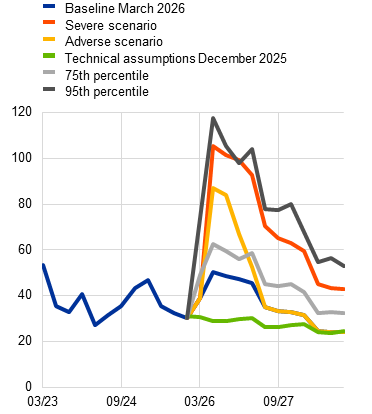 Baseline March 2026
Severe scenario
Adverse scenario
Technical assumptions December 2025
75th percentile
95th percentile
120
100
80
60
40
20
0
03/23
09/24
03/26
09/27